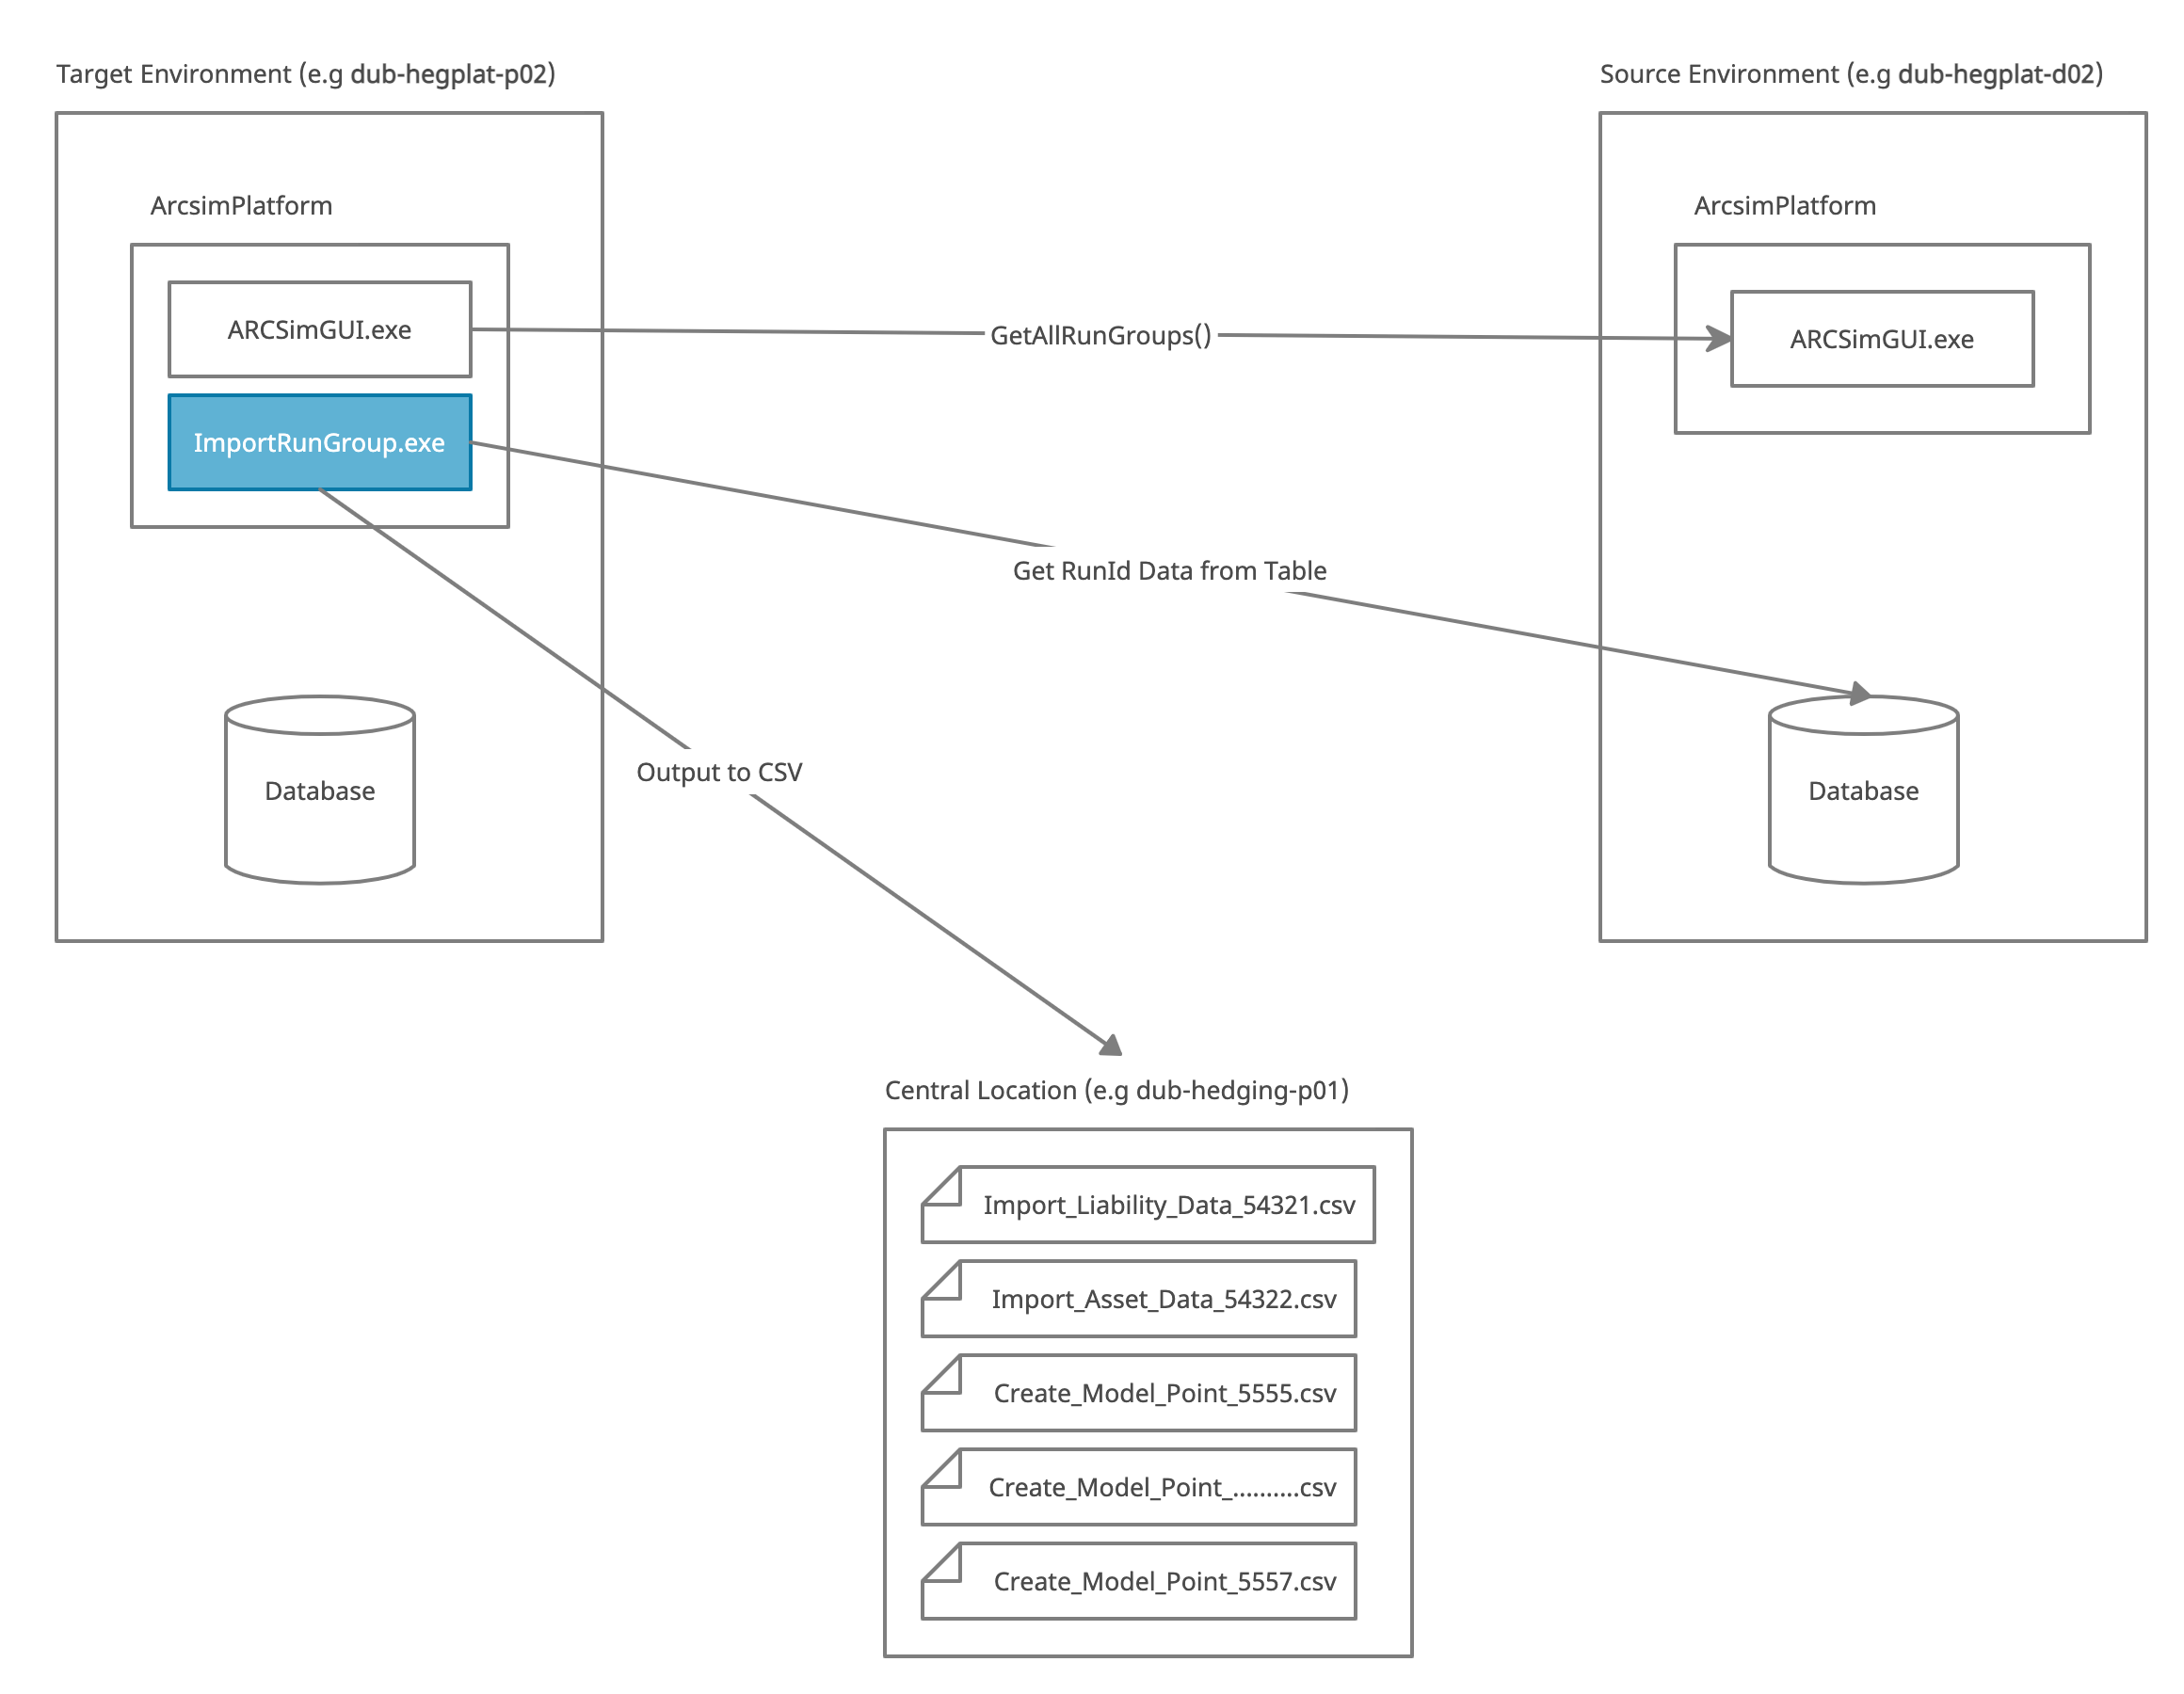 Target Environment (e.g dub-hegplat-p02)
Source Environment (e.g dub-hegplat-d02)
ArcsimPlatform
ArcsimPlatform
ARCSimGUI.exe
GetAllRunGroups()
ARCSimGUI.exe
ImportRunGroup.exe
Get RunId Data from Table
Output to CSV
Database
Database
Central Location (e.g dub-hedging-p01)
Import_Liability_Data_54321.csv
Import_Asset_Data_54322.csv
Create_Model_Point_5555.csv
Create_Model_Point_..........csv
Create_Model_Point_5557.csv